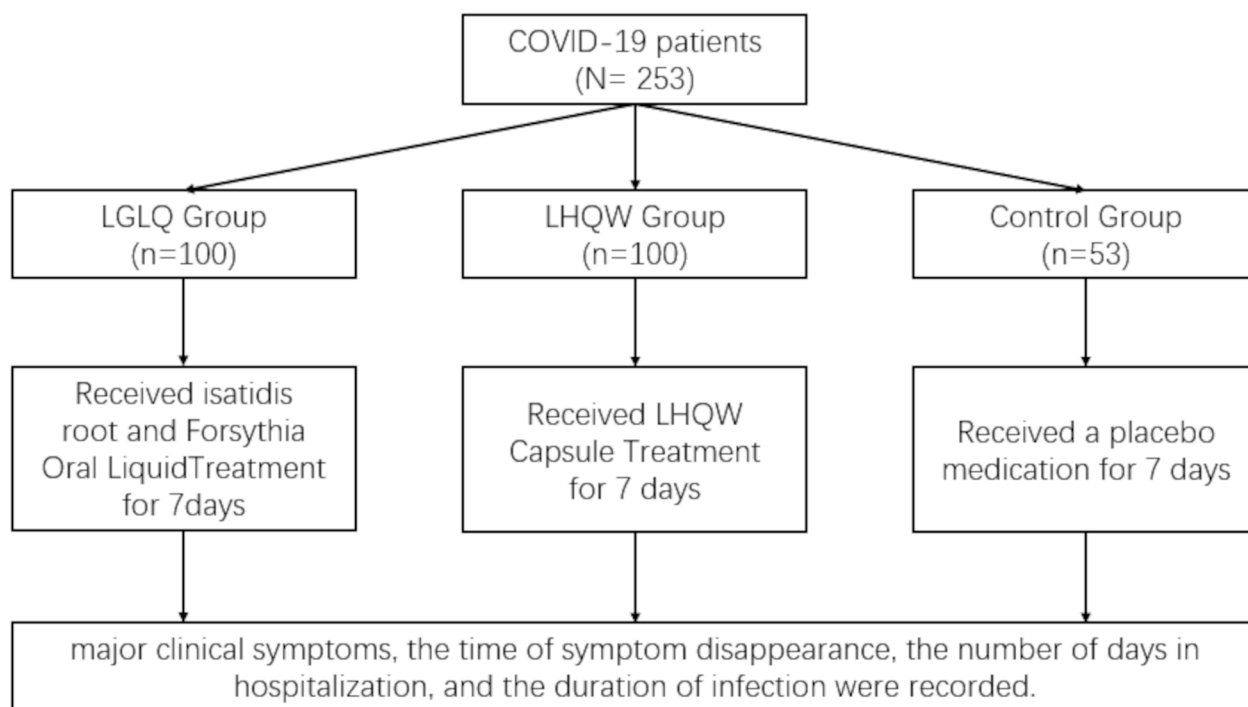 COVID-19 patients
(N= 253)
LGLQ Group
(n=100)
LHQW Group
(n=100)
Control Group
(n=53)
Received isatidis
root and Forsythia
Oral LiquidTreatment
for 7days
Received LHQW
Capsule Treatment
for 7 days
Received a placebo
medication for 7 days
major clinical symptoms, the time of symptom disappearance, the number of days in
hospitalization, and the duration of infection were recorded.